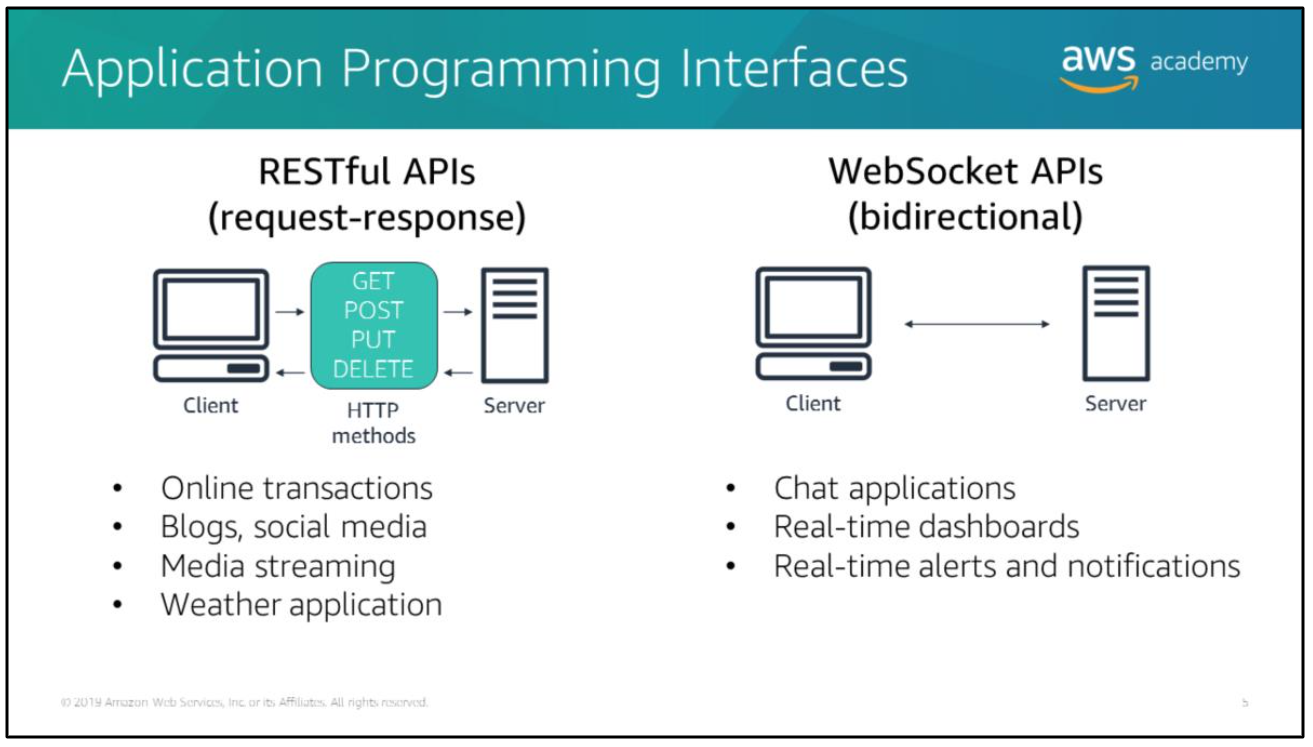 Application Programming Interfaces
aws academy
RESTful APIs
(request-response)
GET
POST
PUT
DELETE
Client
HTTP
methods
Server
• Online transactions
• Blogs, social media
• Media streaming
• Weather application
WebSocket APIs
(bidirectional)
Client
Server
• Chat applications
• Real-time dashboards
• Real-time alerts and notifications
© 2019 Amazon Web Services, Inc. or its Affiliates. All rights reserved.
5